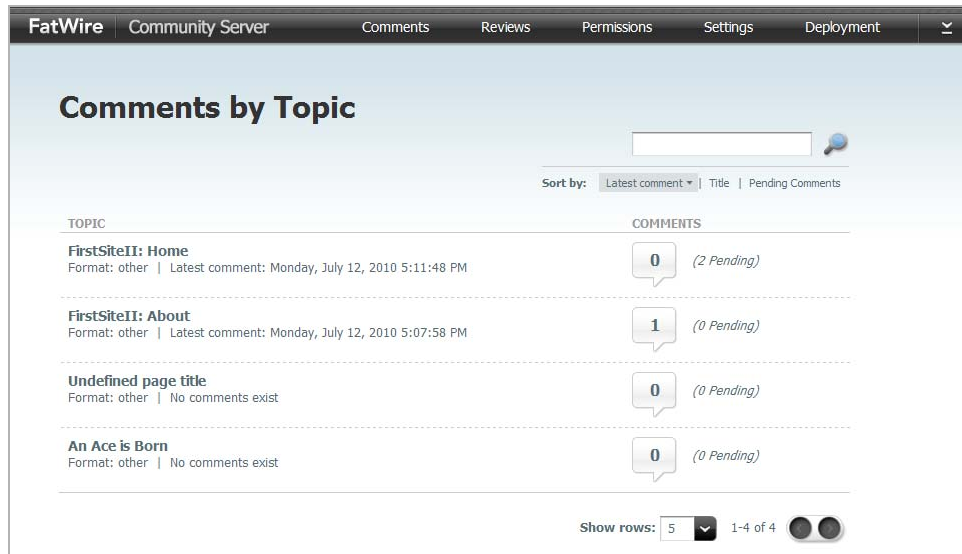 FatWire Community Server Comments Reviews Permissions Settings Deployment
Comments by Topic
Sort by: Latest comment | Title | Pending Comments
TOPIC COMMENTS
FirstSiteII: Home
Format: other | Latest comment: Monday, July 12, 2010 5:11:48 PM
0 (2 Pending)
FirstSiteII: About
Format: other | Latest comment: Monday, July 12, 2010 5:07:58 PM
1 (0 Pending)
Undefined page title
Format: other | No comments exist
0 (0 Pending)
An Ace is Born
Format: other | No comments exist
0 (0 Pending)
Show rows: 5 1-4 of 4